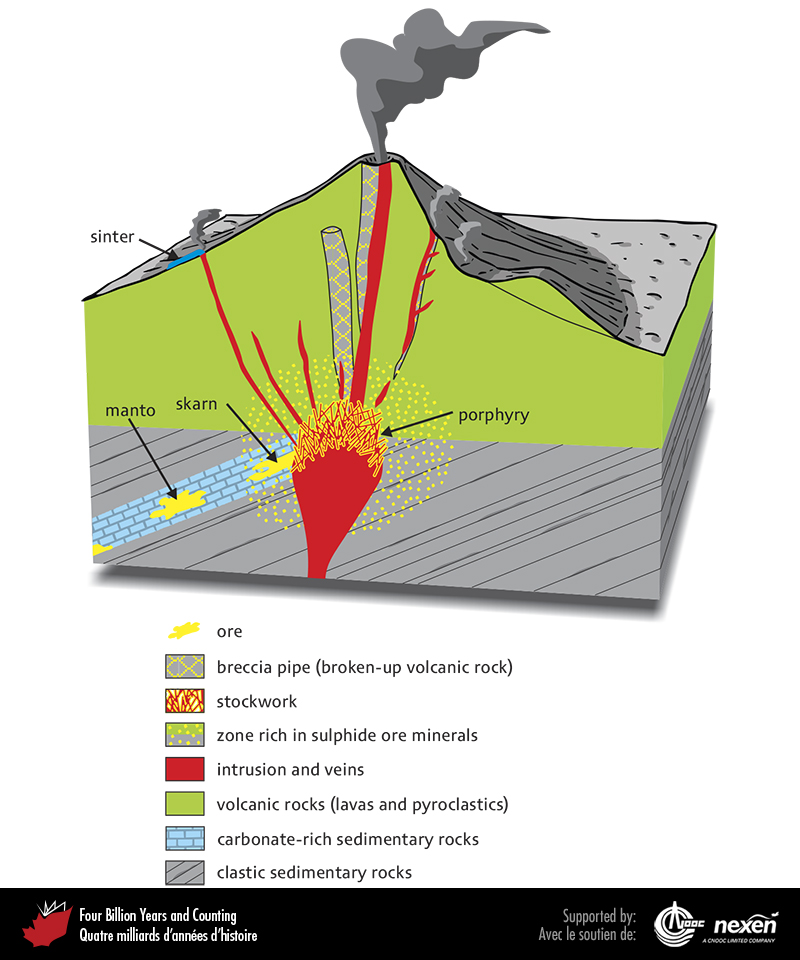 sinter
skarn
manto
porphyry
ore
breccia pipe (broken-up volcanic rock)
stockwork
zone rich in sulphide ore minerals
intrusion and veins
volcanic rocks (lavas and pyroclastics)
carbonate-rich sedimentary rocks
clastic sedimentary rocks
Four Billion Years and Counting
Quatre milliards d'années d'histoire
Supported by:
Avec le soutien de:
CNOOC
nexen
A CNOOC LIMITED COMPANY